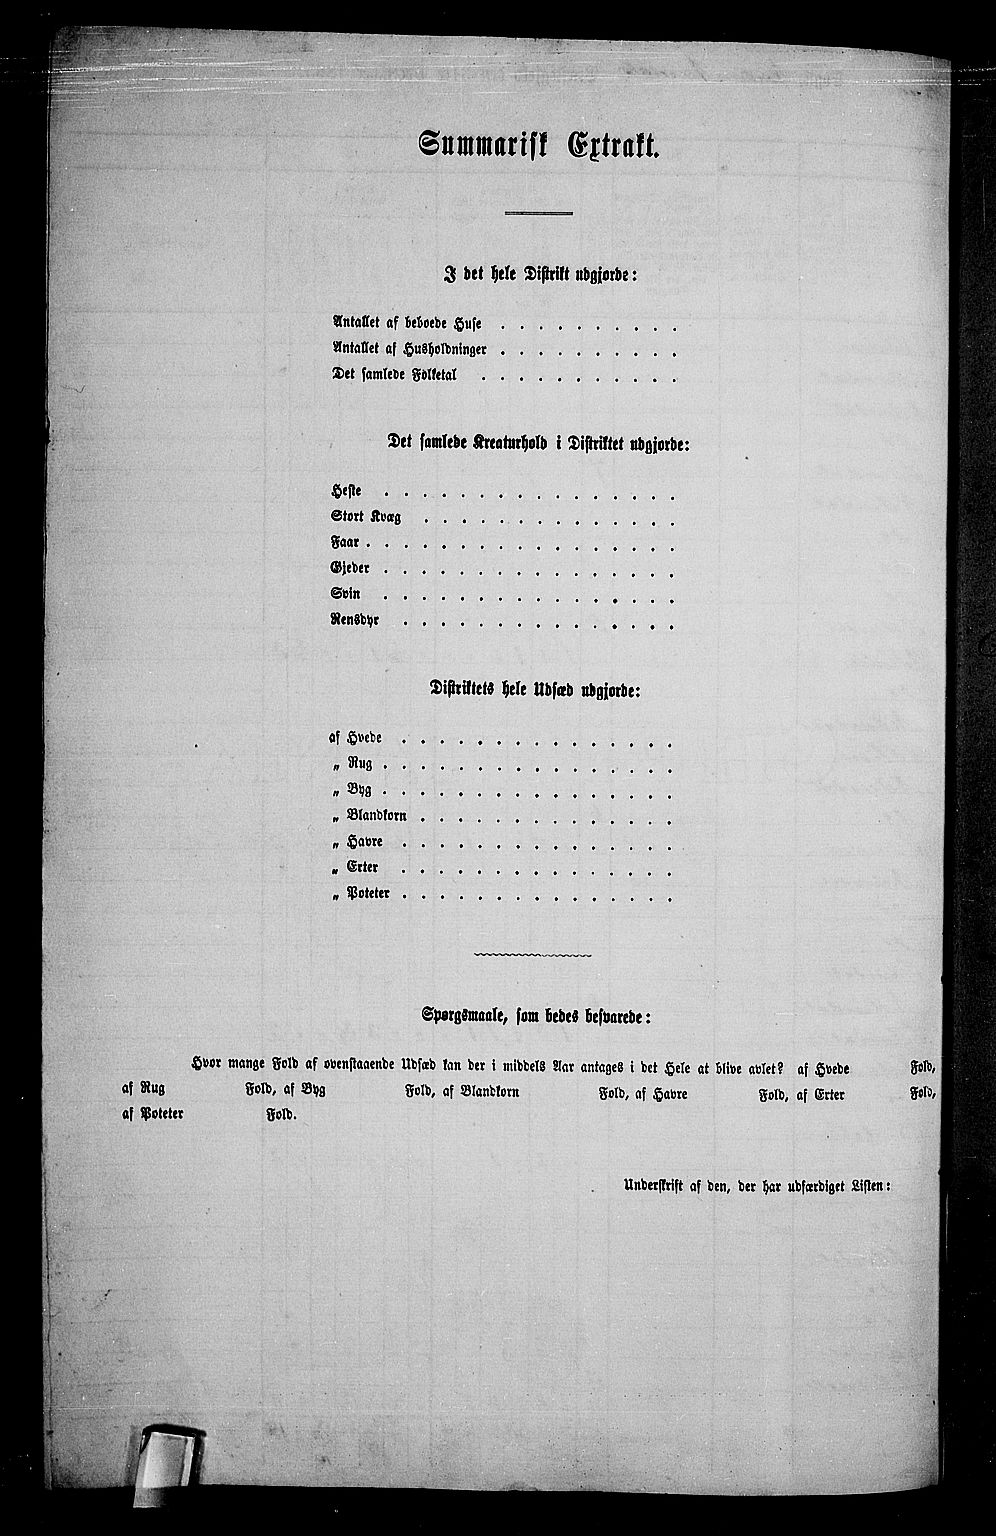 Summarisk Extrakt.
I det hele Distrikt udgjorde:
Antallet af beboede Huse . . . . . . . . . .
Antallet af Husholdninger . . . . . . . . . .
Det samlede Folketal . . . . . . . . . . .
Det samlede Kreaturhold i Distriktet udgjorde:
Heste . . . . . . . . . . . . . . . .
Stort Kvæg . . . . . . . . . . . . . .
Faar . . . . . . . . . . . . . . . . .
Gjeder . . . . . . . . . . . . . . . .
Svin . . . . . . . . . . . . . . . .
Rensdyr . . . . . . . . . . . . . . .
Distriktets hele Udsæd udgjorde:
af Hvede . . . . . . . . . . . . . . .
„ Rug . . . . . . . . . . . . . . . .
„ Byg . . . . . . . . . . . . . . . .
„ Blandkorn . . . . . . . . . . . . . .
„ Havre . . . . . . . . . . . . . . .
„ Erter . . . . . . . . . . . . . . .
„ Poteter . . . . . . . . . . . . . . .
Spørgsmaale, som bedes besvarede:
Hvor mange Fold af ovenstaaende Udsæd kan der i middels Aar antages i det Hele at blive avlet? af Hvede Fold,
af Rug Fold, af Byg Fold, af Blandkorn Fold, af Havre Fold, af Erter Fold,
af Poteter Fold.
Underskrift af den, der har udfærdiget Listen: